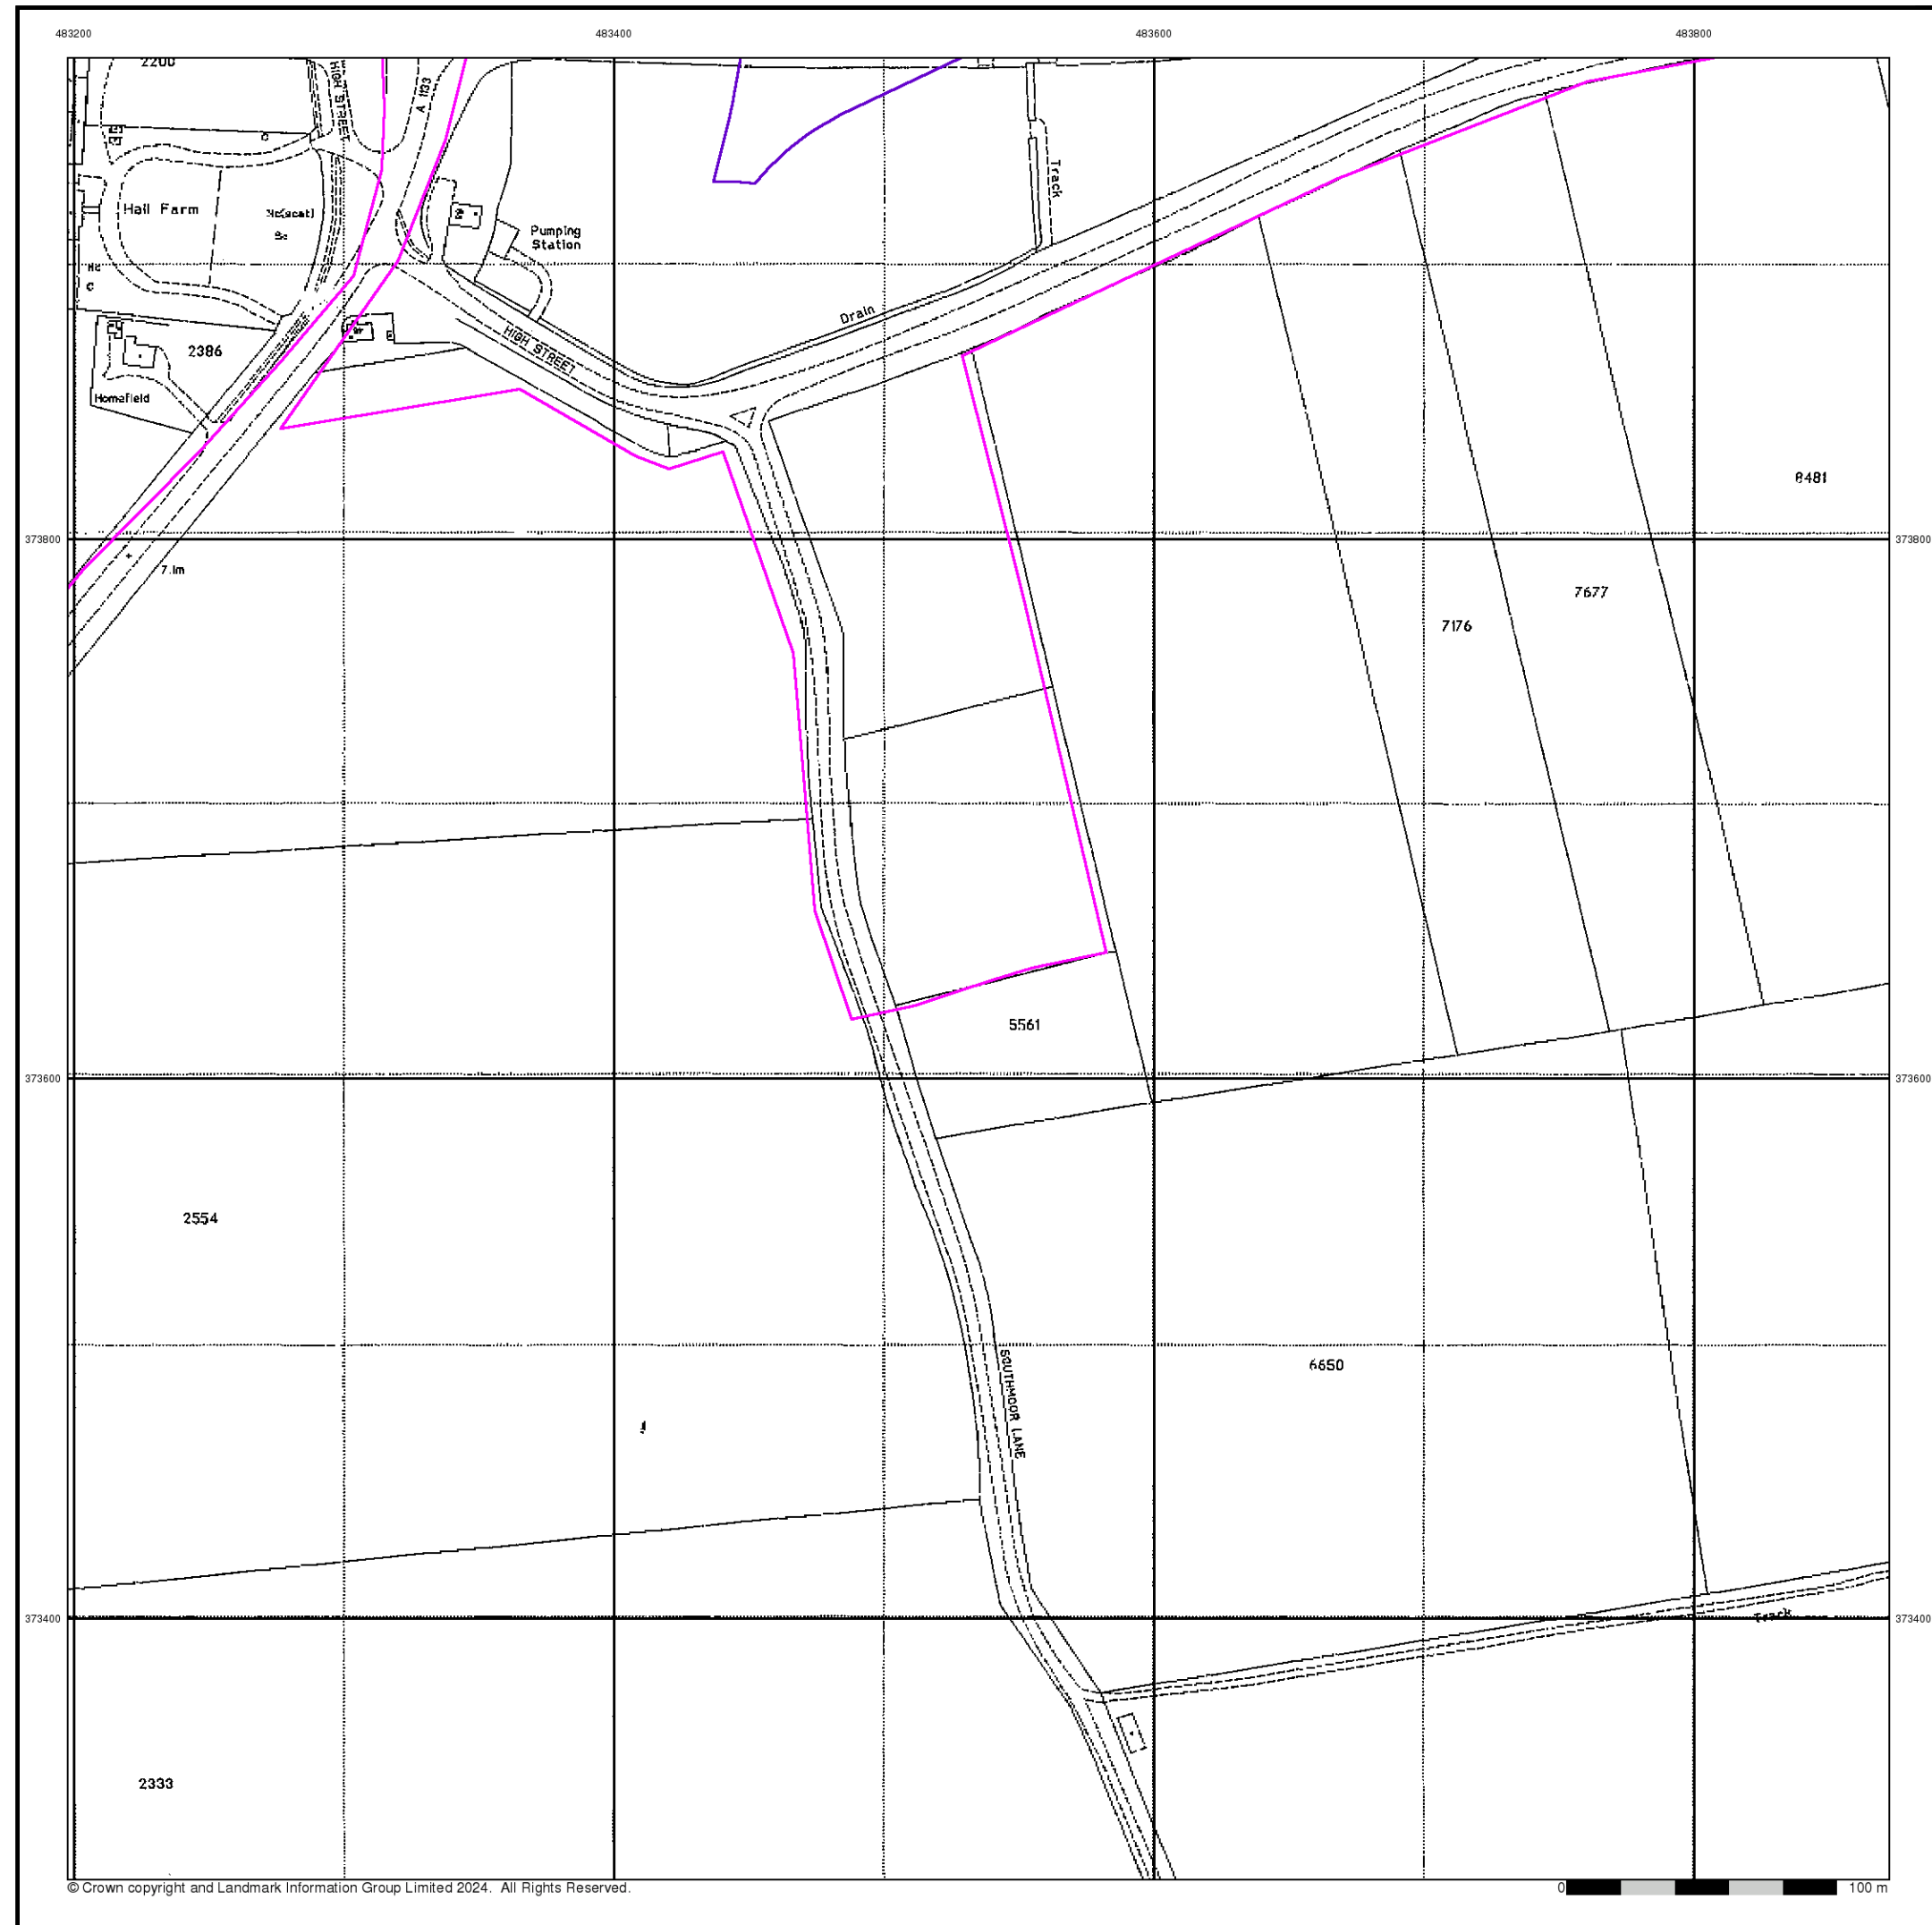 483200
483400
483600
483800
2200
HIGH STREET
A 1133
Track
Hall Farm
Pumping
Station
Drain
HIGH STREET
2386
Homefield
8481
373800
373800
7.1m
7677
7176
5561
373600
373600
2554
SOUTHMOOR LANE
6650
373400
373400
Track
2333
© Crown copyright and Landmark Information Group Limited 2024. All Rights Reserved.
0
100 m